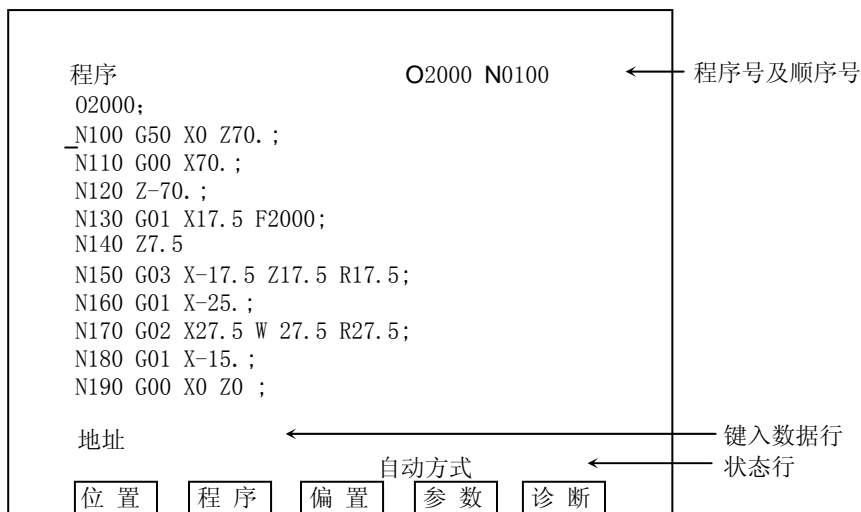 程序 O2000 N0100 程序号及顺序号
O2000;
N100 G50 X0 Z70.;
N110 G00 X70.;
N120 Z-70.;
N130 G01 X17.5 F2000;
N140 Z7.5
N150 G03 X-17.5 Z17.5 R17.5;
N160 G01 X-25.;
N170 G02 X27.5 W 27.5 R27.5;
N180 G01 X-15.;
N190 G00 X0 Z0 ;
地址 键入数据行
自动方式 状态行
位 置 程 序 偏 置 参 数 诊 断